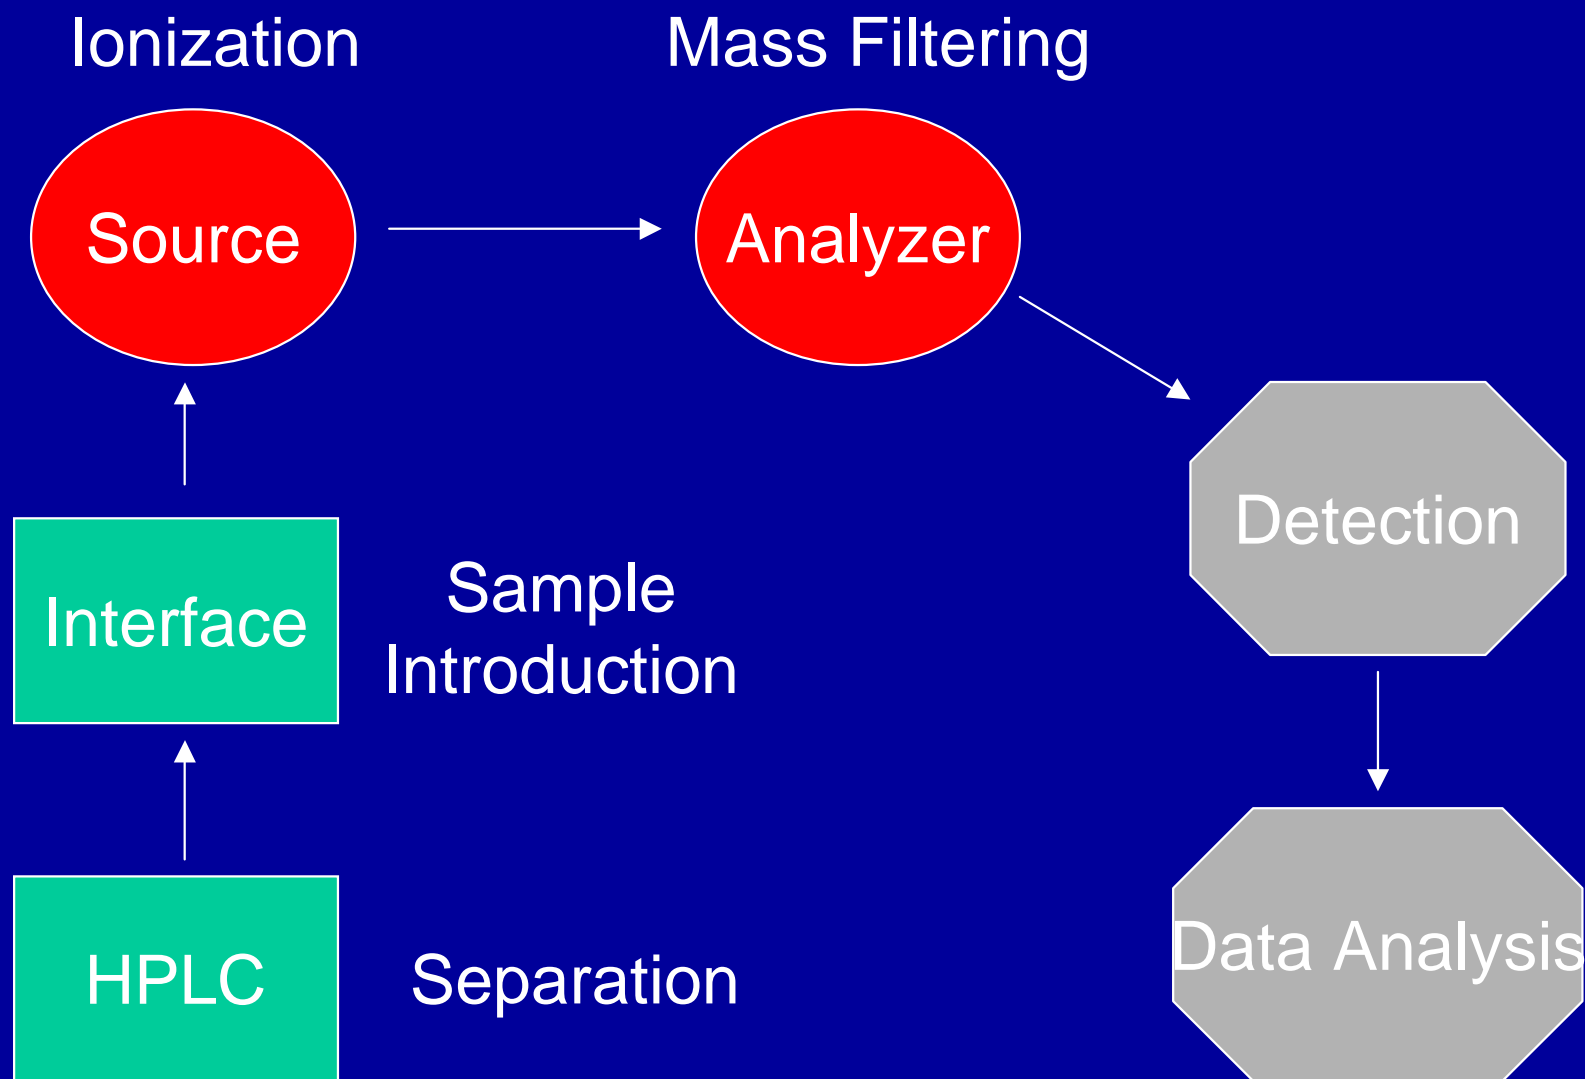 Ionization
Mass Filtering
Source
Analyzer
Detection
Interface
Sample
Introduction
HPLC
Separation
Data Analysis